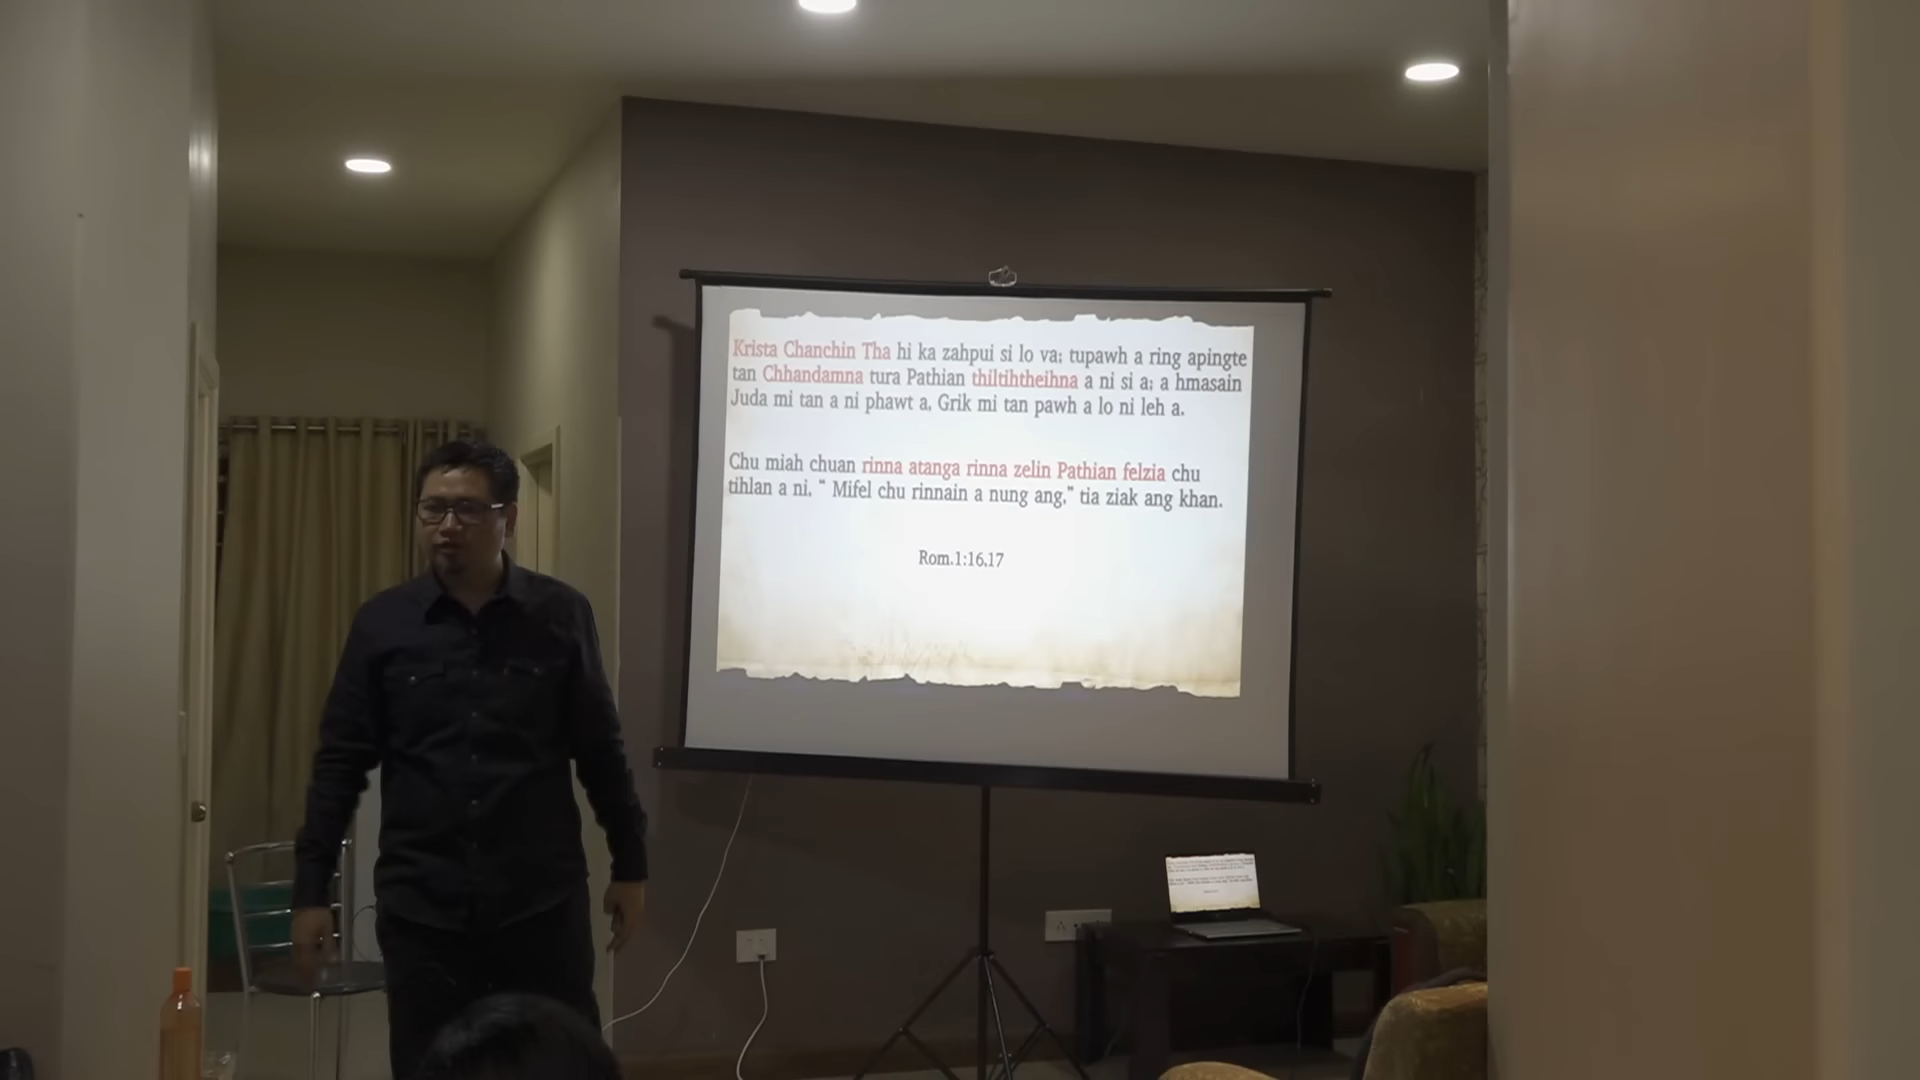 Krista Chanchin Tha hi ka zahpui si lo va; tupawh a ring apingte
tan Chhandamna tura Pathian thiltihtheihna a ni si a; a hmasain
Juda mi tan a ni phawt a, Grik mi tan pawh a lo ni leh a.
Chu miah chuan rinna atanga rinna zelin Pathian felzia chu
tihlan a ni, “ Mifel chu rinnain a nung ang,” tia ziak ang khan.
Rom.1:16,17